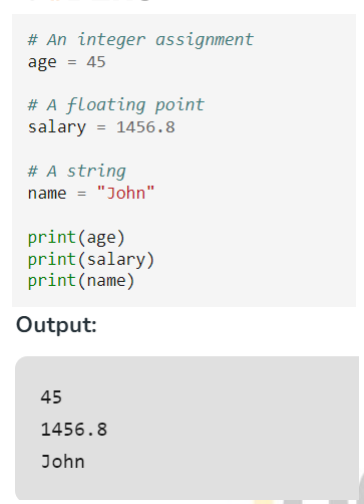 # An integer assignment
age = 45
# A floating point
salary = 1456.8
# A string
name = "John"
print(age)
print(salary)
print(name)
Output:
45
1456.8
John